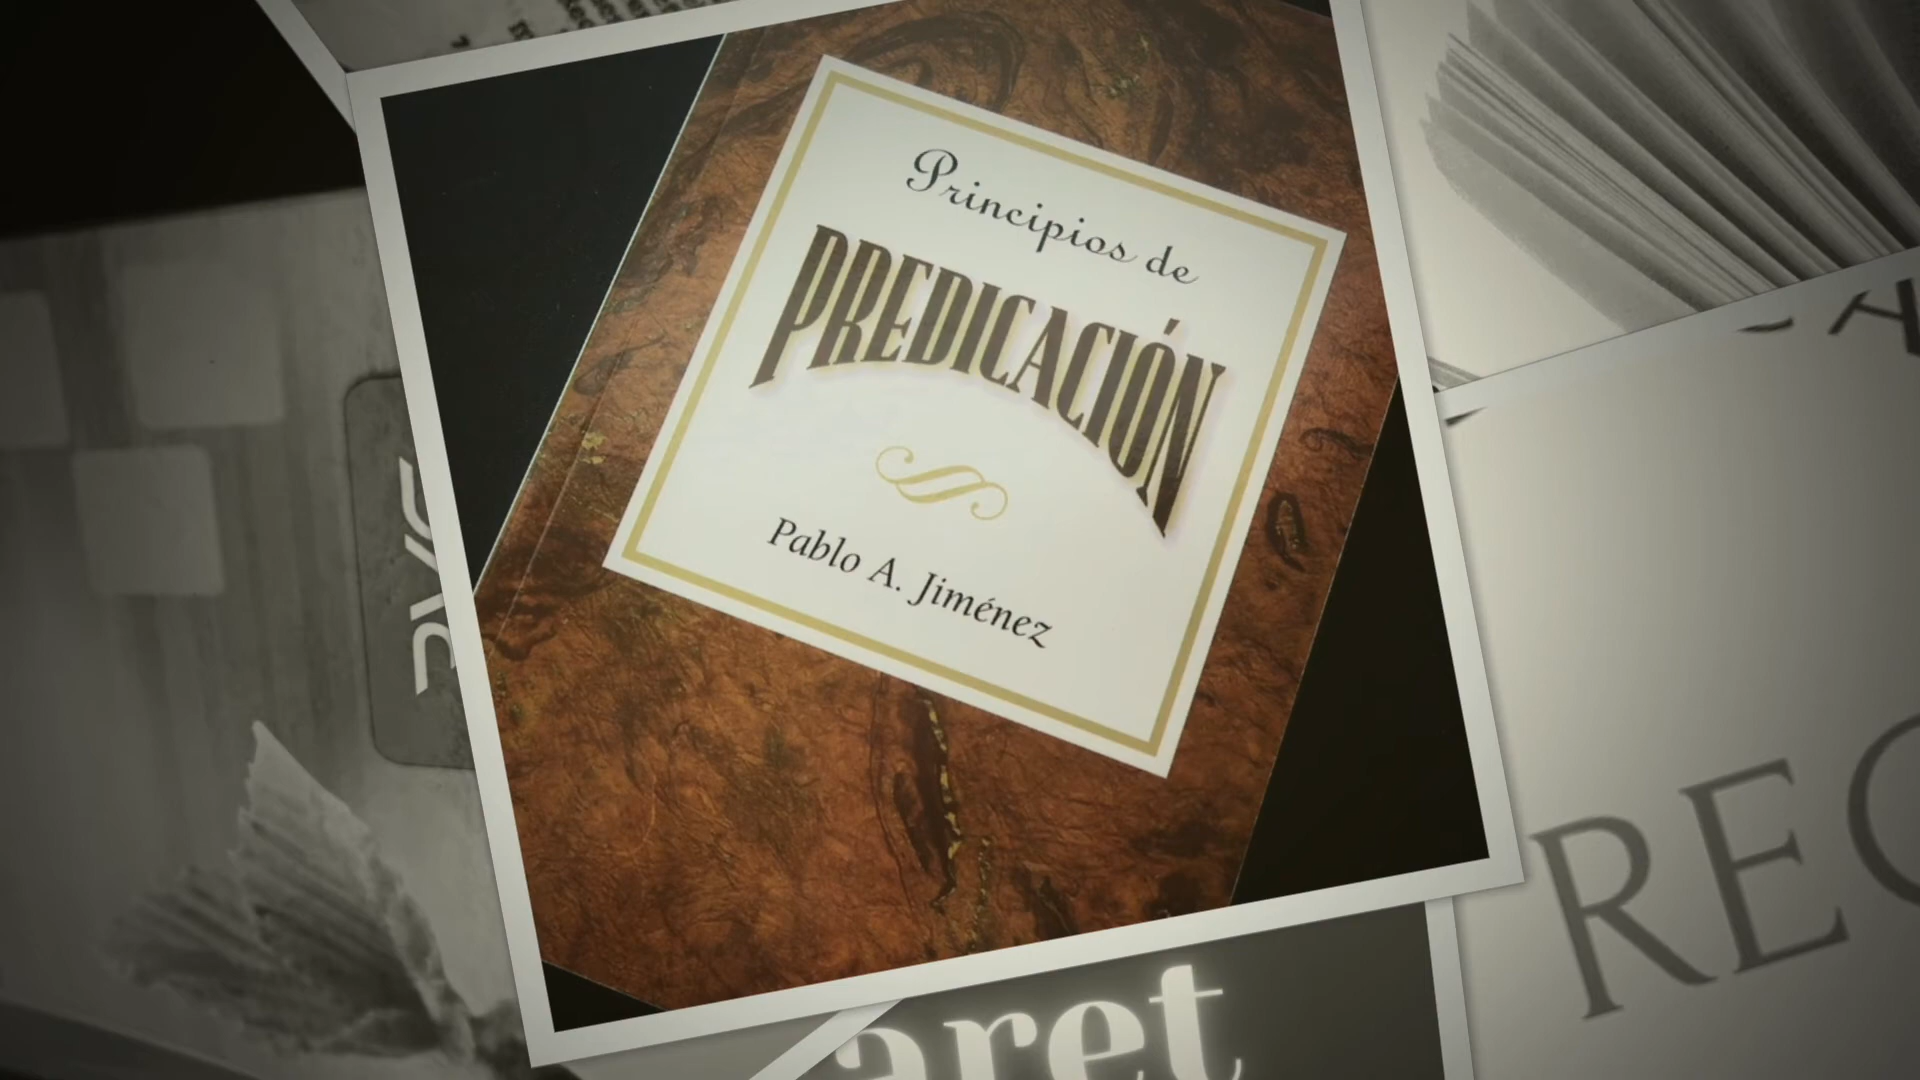 Principios de
PREDICACIÓN
Pablo A. Jiménez
REC
aret